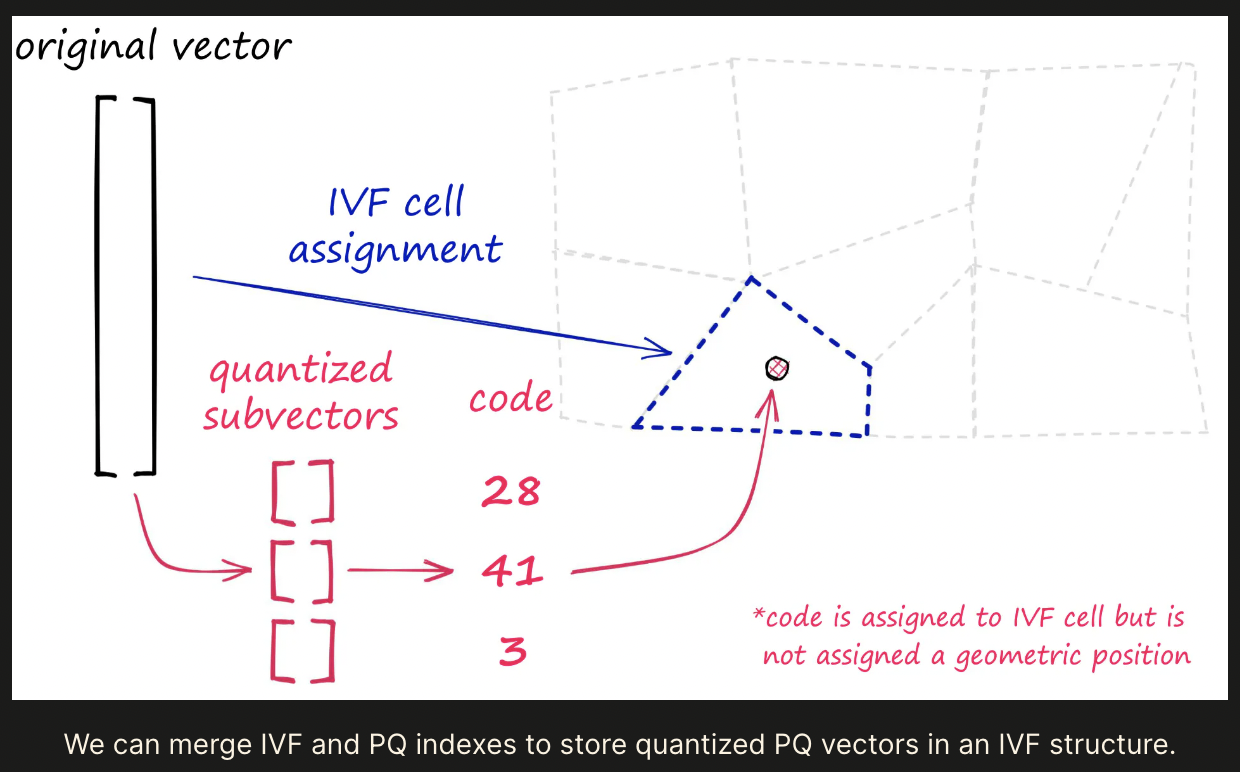 original vector
IVF cell
assignment
quantized
subvectors
code
28
41
3
*code is assigned to IVF cell but is
not assigned a geometric position
We can merge IVF and PQ indexes to store quantized PQ vectors in an IVF structure.